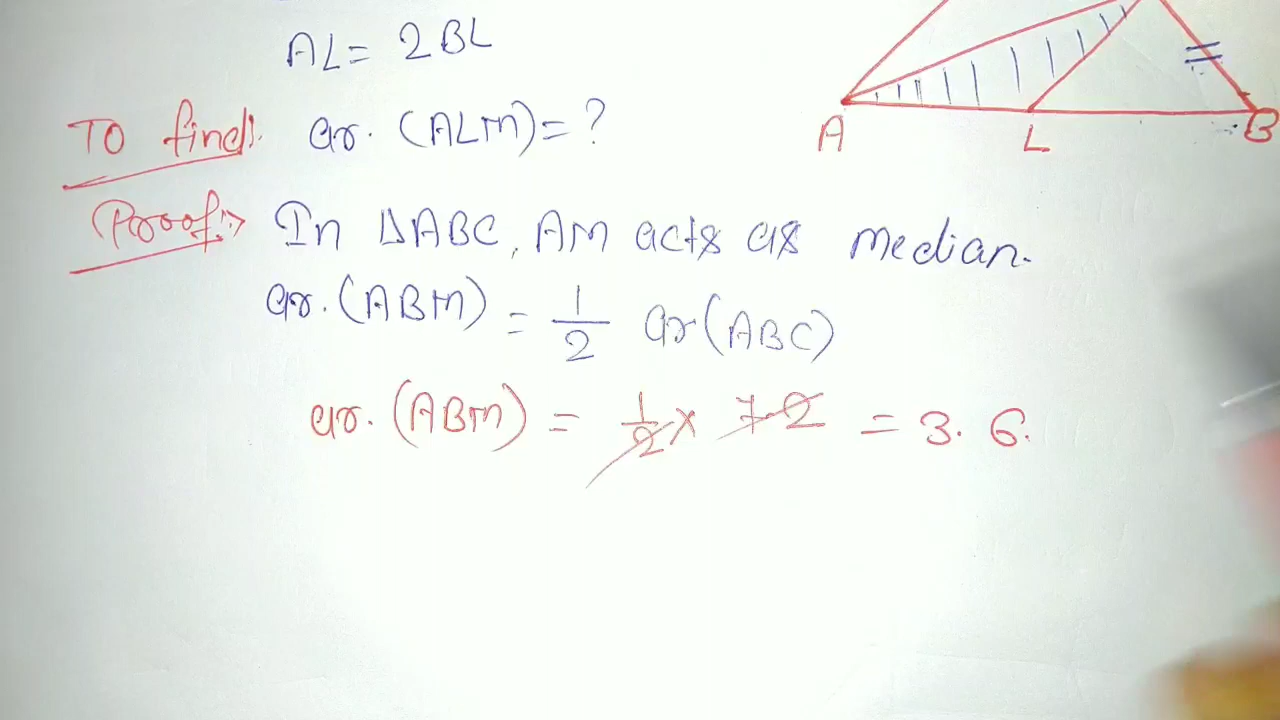 AL = 2BL
To find:. ar. (ALM) = ?
A L B
Proof:→ In ΔABC, AM acts as median.
ar. (ABM) = 1/2 ar(ABC)
ar. (ABM) = 1/2 × 7.2 = 3.6.